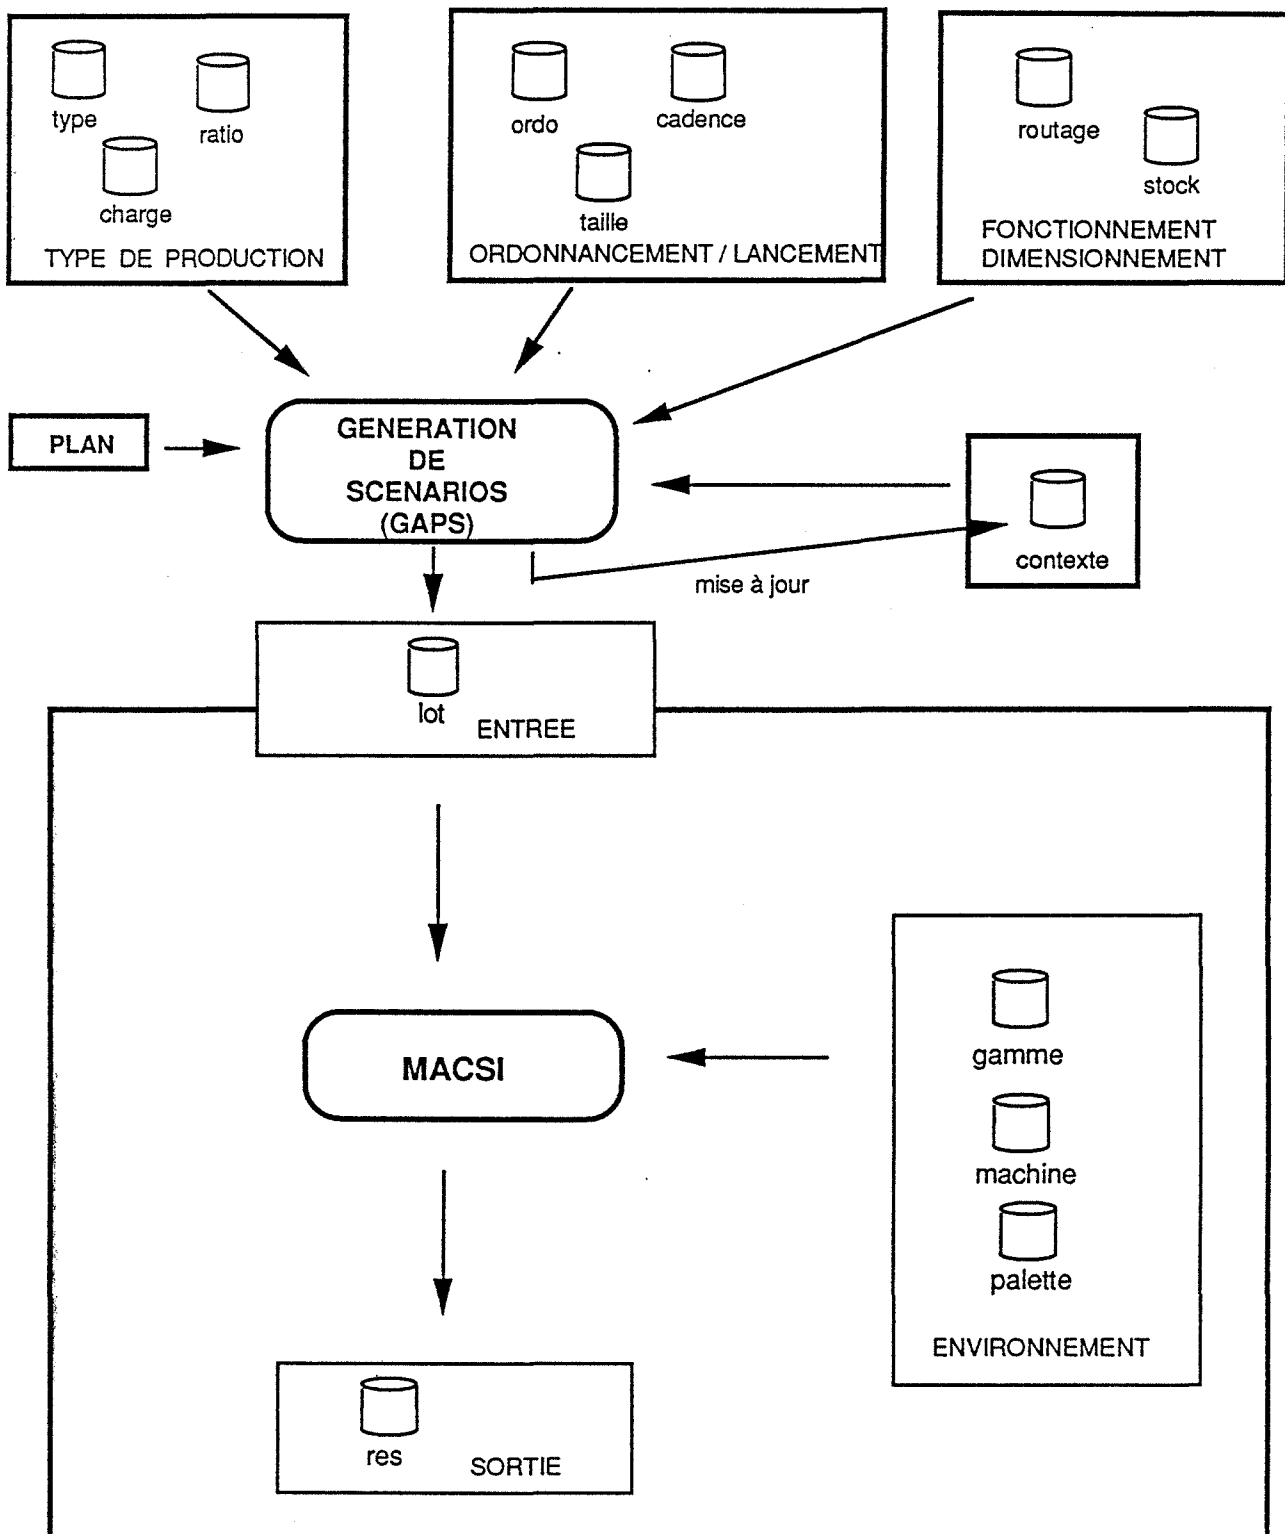 type
ratio
charge
TYPE DE PRODUCTION
ordo
cadence
taille
ORDONNANCEMENT / LANCEMENT
routage
stock
FONCTIONNEMENT
DIMENSIONNEMENT
PLAN
GENERATION
DE
SCENARIOS
(GAPS)
contexte
mise à jour
lot
ENTREE
MACSI
gamme
machine
palette
ENVIRONNEMENT
res
SORTIE